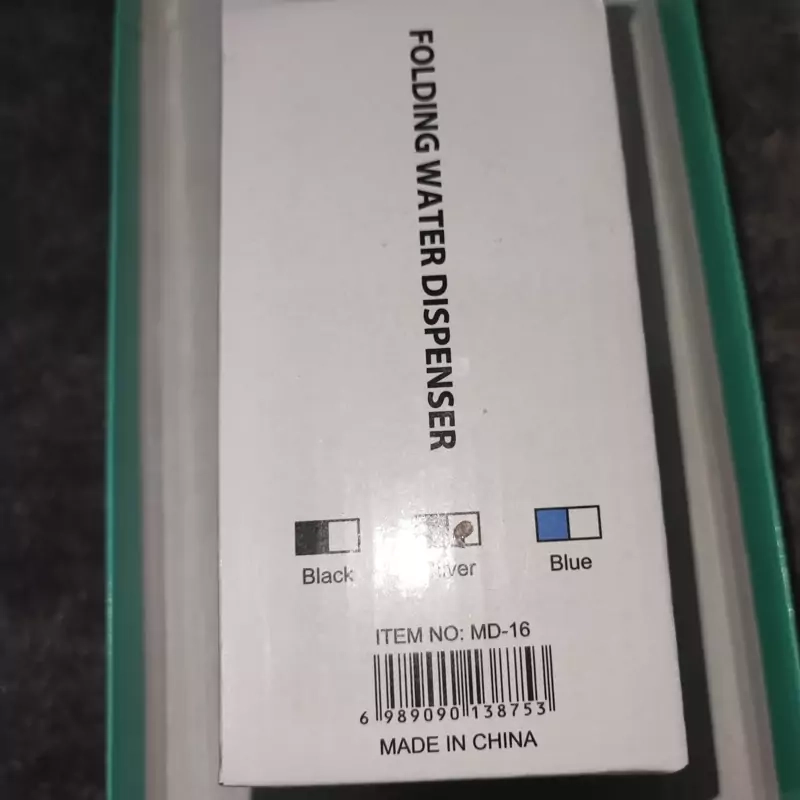 FOLDING WATER DISPENSER
Black
Blue
ITEM NO: MD-16
6 989090 138753
MADE IN CHINA